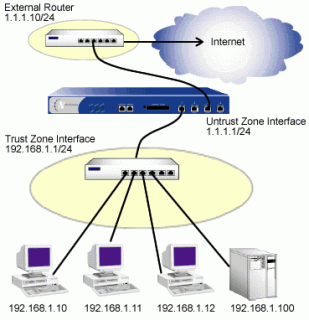 External Router
1.1.1.10/24
Internet
Untrust Zone Interface
1.1.1.1/24
Trust Zone Interface
192.168.1.1/24
192.168.1.10
192.168.1.11
192.168.1.12
192.168.1.100